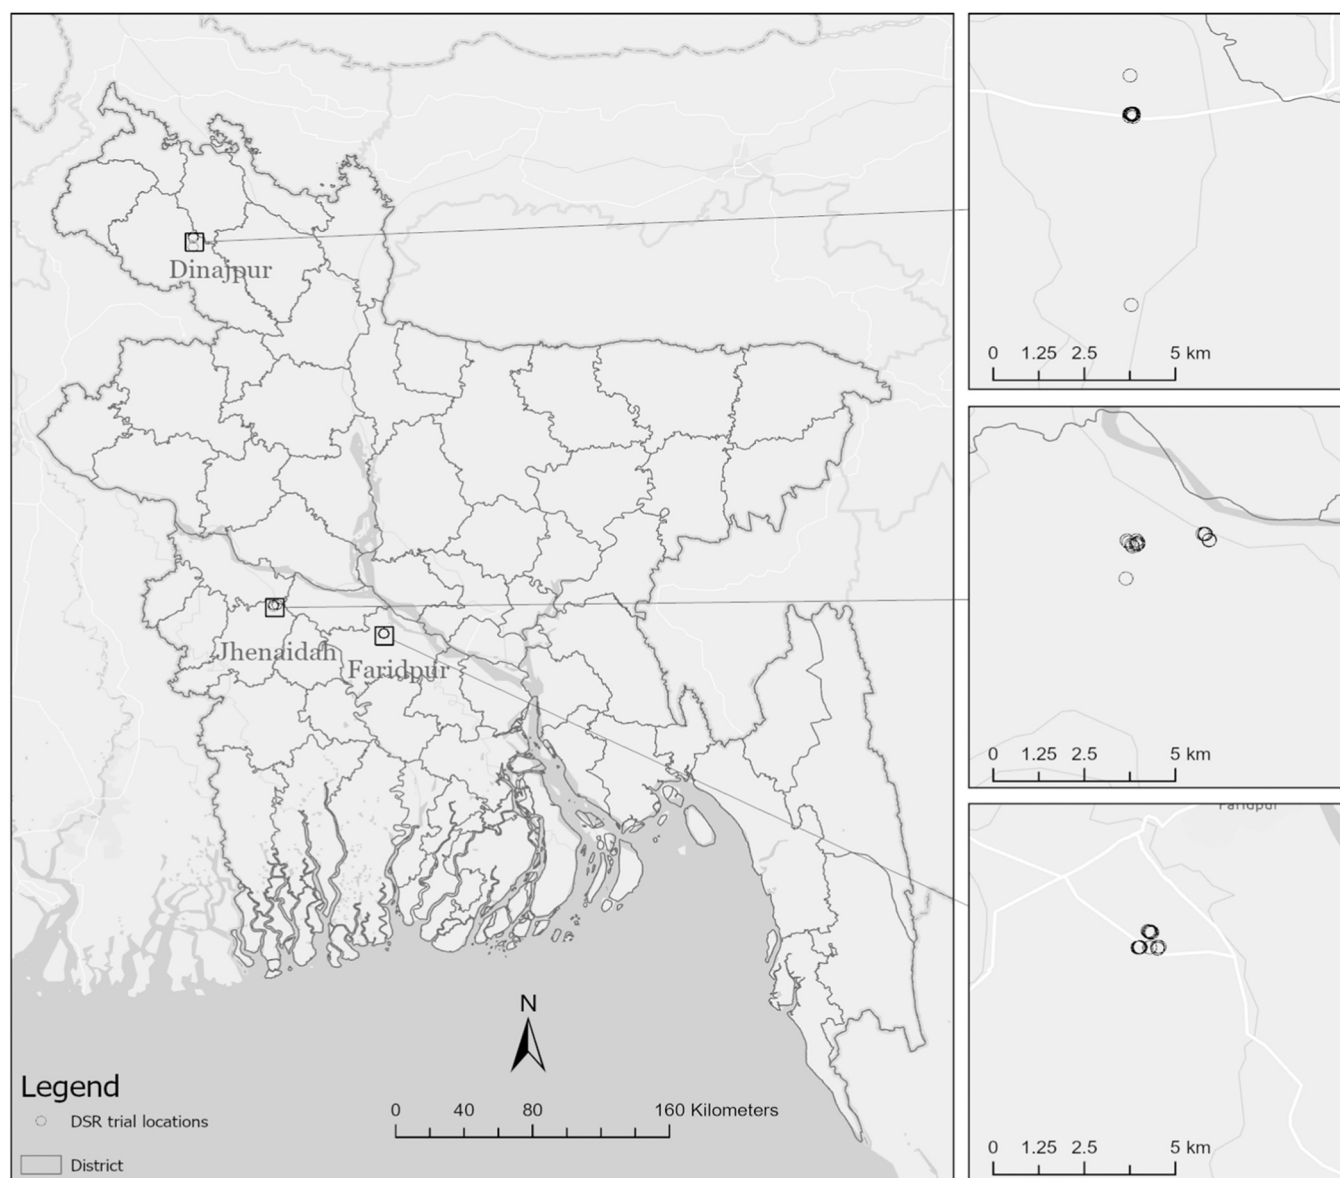 Dinajpur
Jhenaidah
Faridpur
N
Legend
DSR trial locations
District
0 40 80 160 Kilometers
0 1.25 2.5 5 km
0 1.25 2.5 5 km
Faridpur
0 1.25 2.5 5 km